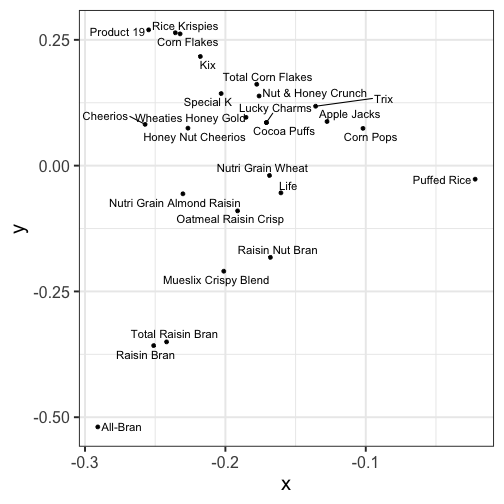 Rice Krispies
Product 19
0.25
Corn Flakes
Kix
Total Corn Flakes
Nut & Honey Crunch
Special K
Trix
Lucky Charms
Cheerios
Wheaties Honey Gold
Apple Jacks
Cocoa Puffs
Honey Nut Cheerios
Corn Pops
0.00
Nutri Grain Wheat
Puffed Rice
Life
Nutri Grain Almond Raisin
Oatmeal Raisin Crisp
y
Raisin Nut Bran
-0.25
Mueslix Crispy Blend
Total Raisin Bran
Raisin Bran
-0.50
All-Bran
-0.3
-0.2
-0.1
x